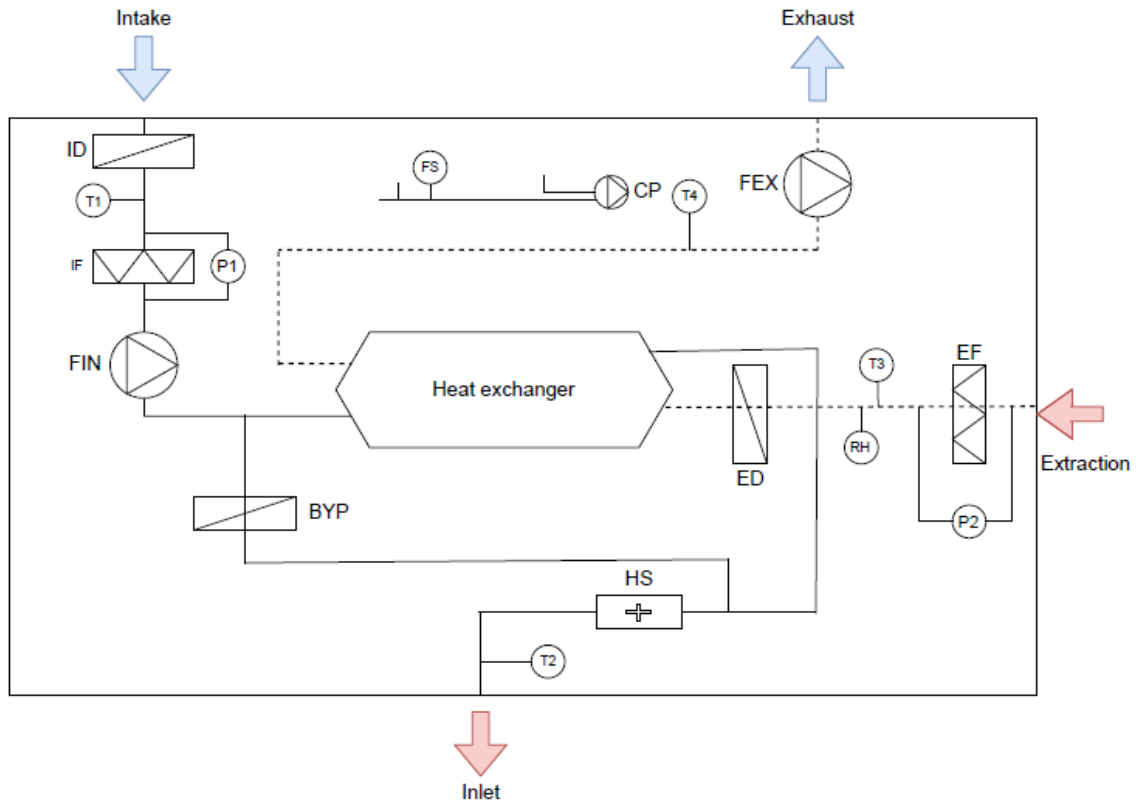 Intake
Exhaust
ID
FS
CP
T4
FEX
T1
IF
P1
FIN
Heat exchanger
T3
EF
RH
ED
Extraction
P2
BYP
HS
T2
Inlet